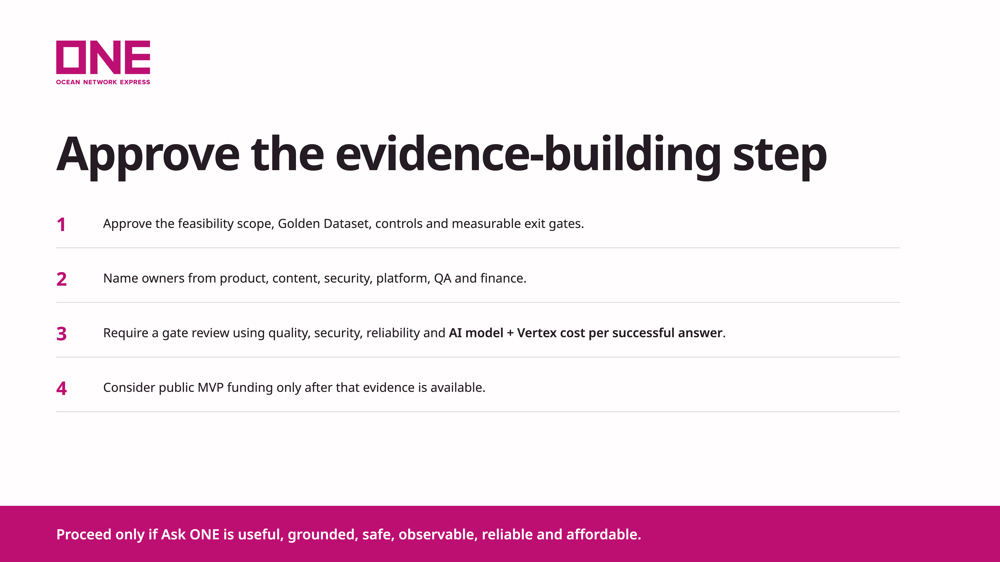 ONE
OCEAN NETWORK EXPRESS
Approve the evidence-building step
1 Approve the feasibility scope, Golden Dataset, controls and measurable exit gates.
2 Name owners from product, content, security, platform, QA and finance.
3 Require a gate review using quality, security, reliability and AI model + Vertex cost per successful answer.
4 Consider public MVP funding only after that evidence is available.
Proceed only if Ask ONE is useful, grounded, safe, observable, reliable and affordable.